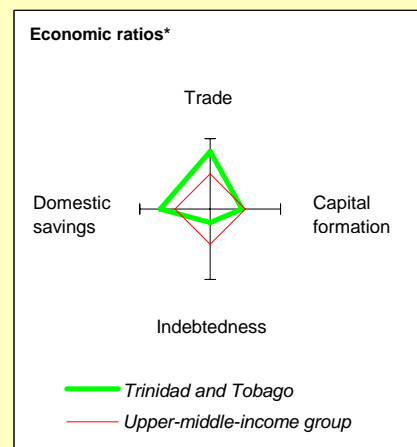 Economic ratios*
Trade
Domestic
savings
Capital
formation
Indebtedness
Trinidad and Tobago
Upper-middle-income group